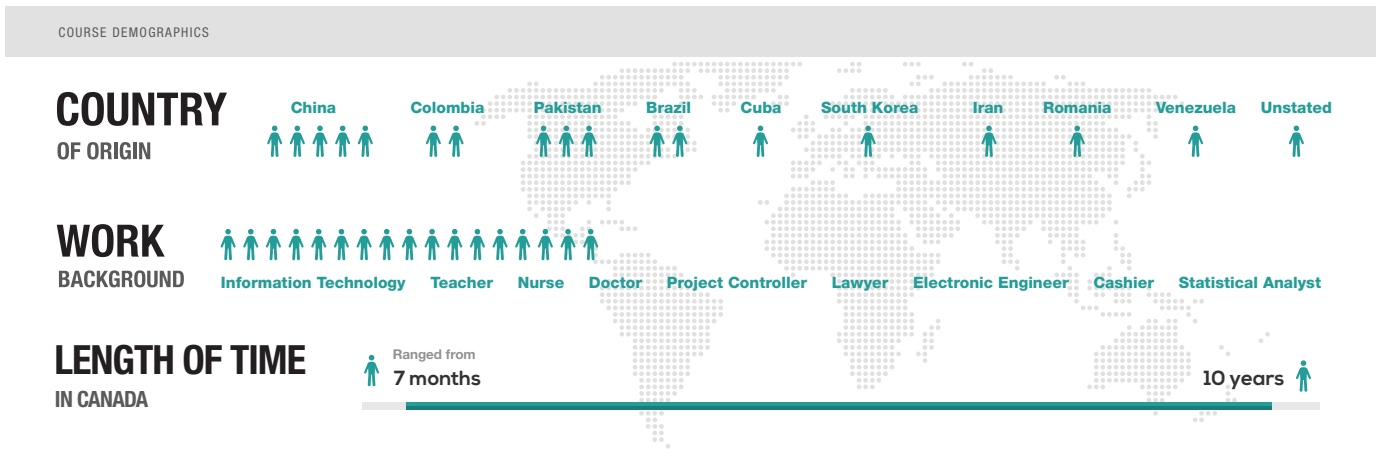 COURSE DEMOGRAPHICS
COUNTRY
OF ORIGIN
China Colombia Pakistan Brazil Cuba South Korea Iran Romania Venezuela Unstated
WORK
BACKGROUND
Information Technology Teacher Nurse Doctor Project Controller Lawyer Electronic Engineer Cashier Statistical Analyst
LENGTH OF TIME
IN CANADA
Ranged from
7 months
10 years